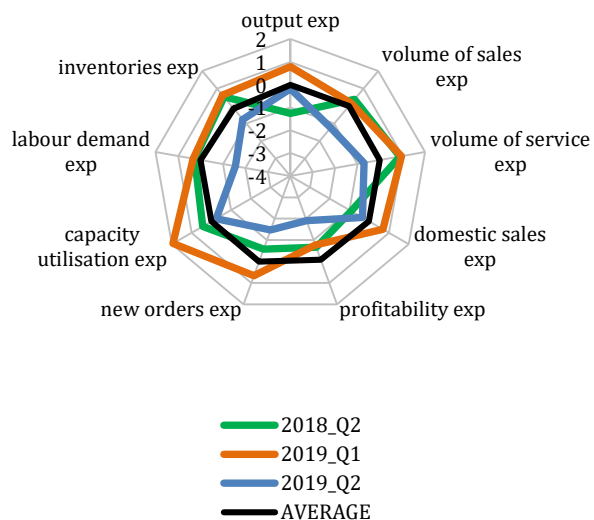 output exp
2
1
0
-1
-2
-3
-4
volume of sales
exp
volume of service
exp
domestic sales
exp
profitability exp
new orders exp
capacity
utilisation exp
labour demand
exp
inventories exp
2018_Q2
2019_Q1
2019_Q2
AVERAGE